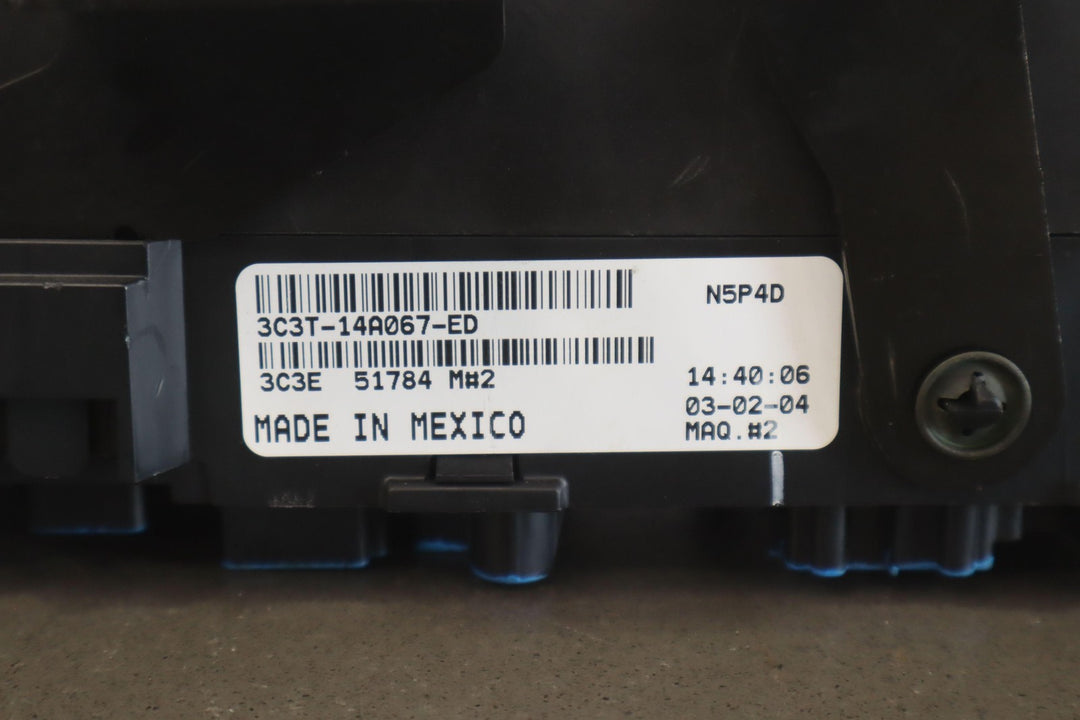 N5P4D
3C3T-14A067-ED
3C3E 51784 M#2
14:40:06
03-02-04
MADE IN MEXICO
MAQ.#2